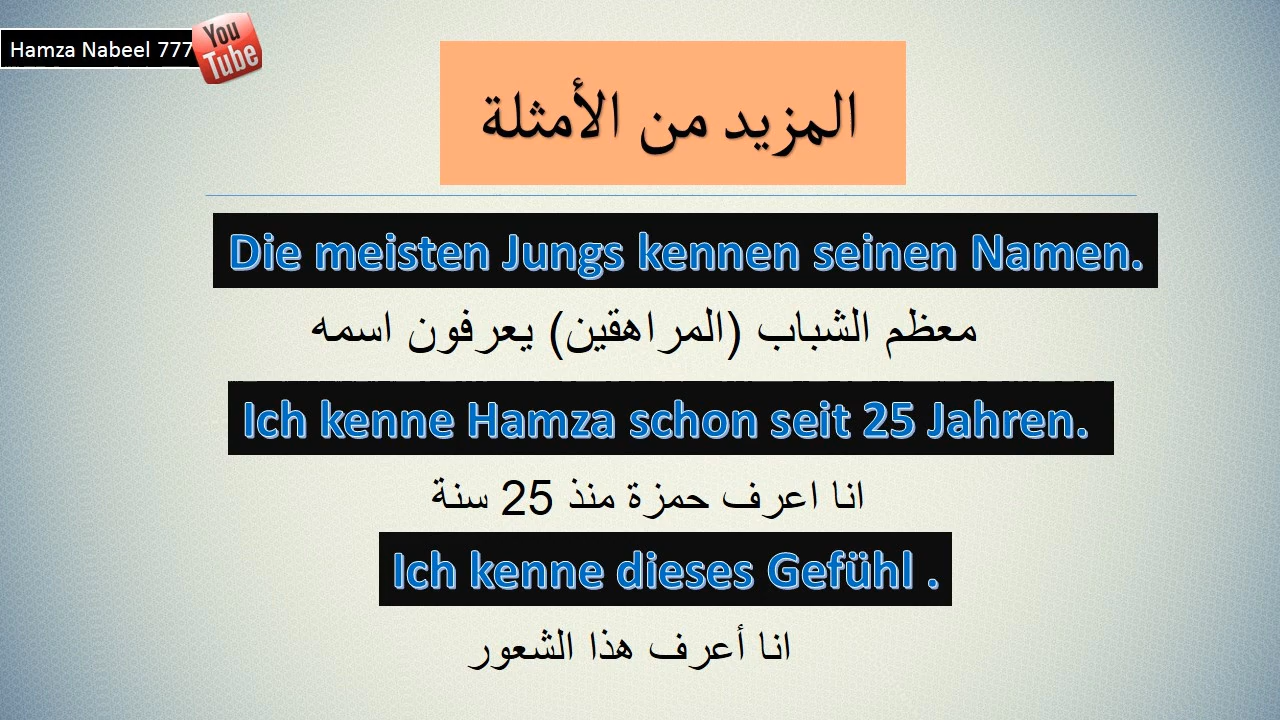 Hamza Nabeel 777
You
Tube
المزيد من الأمثلة
Die meisten Jungs kennen seinen Namen.
معظم الشباب (المراهقين) يعرفون اسمه
Ich kenne Hamza schon seit 25 Jahren.
انا اعرف حمزة منذ 25 سنة
Ich kenne dieses Gefühl .
انا أعرف هذا الشعور